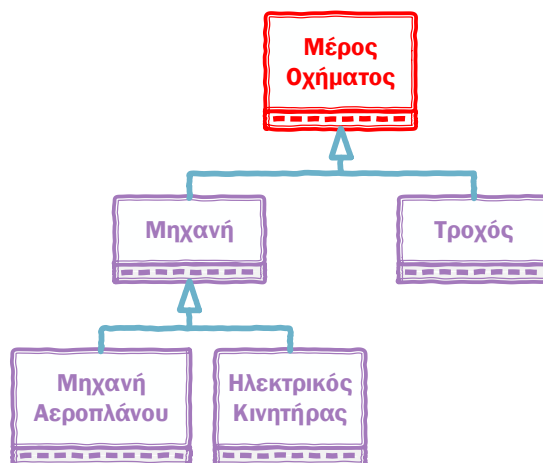 Μέρος
Οχήματος
Μηχανή
Τροχός
Μηχανή
Αεροπλάνου
Ηλεκτρικός
Κινητήρας